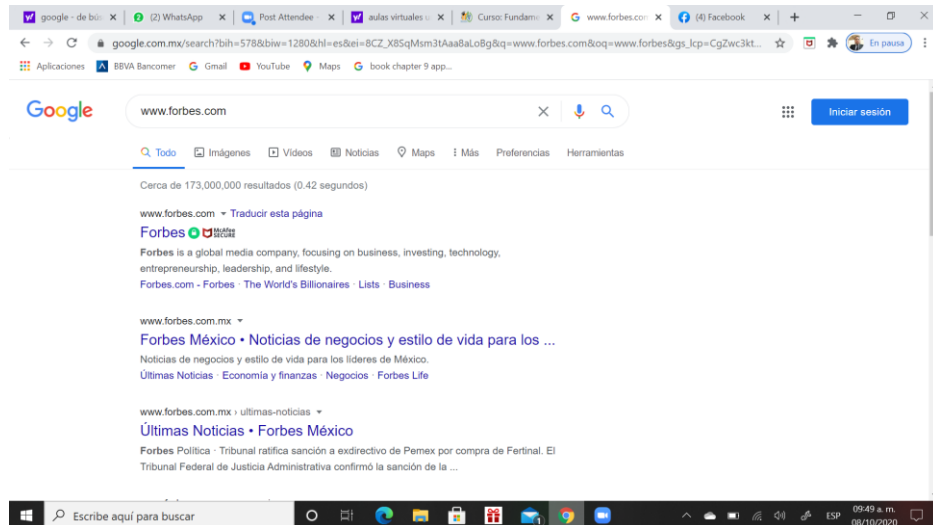 google - de bús
(2) WhatsApp
Post Attendee -
aulas virtuales u
Curso: Fundame
www.forbes.com
(4) Facebook
google.com.mx/search?bih=578&biw=1280&hl=es&ei=8CZ_X8SqMsm3tAaa8aLoBg&q=www.forbes.com&oq=www.forbes&gs_lcp=CgZwc3kt...
En pausa
Aplicaciones
BBVA Bancomer
Gmail
YouTube
Maps
book chapter 9 app...
Google
www.forbes.com
Iniciar sesión
Todo
Imágenes
Vídeos
Noticias
Maps
Más
Preferencias
Herramientas
Cerca de 173,000,000 resultados (0.42 segundos)
www.forbes.com Traducir esta página
Forbes McAfee SECURE
Forbes is a global media company, focusing on business, investing, technology,
entrepreneurship, leadership, and lifestyle.
Forbes.com - Forbes · The World's Billionaires · Lists · Business
www.forbes.com.mx
Forbes México • Noticias de negocios y estilo de vida para los ...
Noticias de negocios y estilo de vida para los líderes de México.
Últimas Noticias · Economía y finanzas · Negocios · Forbes Life
www.forbes.com.mx › ultimas-noticias
Últimas Noticias • Forbes México
Forbes Política · Tribunal ratifica sanción a exdirectivo de Pemex por compra de Fertinal. El
Tribunal Federal de Justicia Administrativa confirmó la sanción de la ...
Escribe aquí para buscar
ESP
09:49 a. m.
08/10/2020